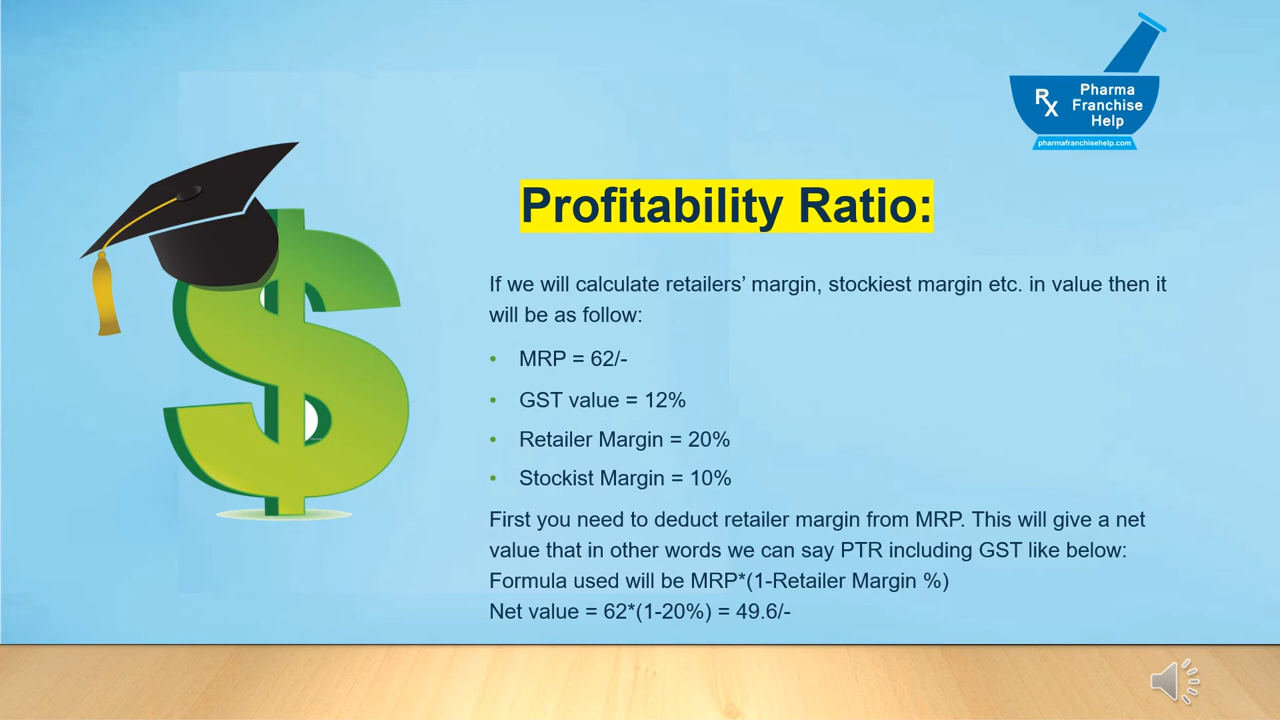 Rx
Pharma
Franchise
Help
pharmafranchisehelp.com
Profitability Ratio:
If we will calculate retailers’ margin, stockiest margin etc. in value then it
will be as follow:
• MRP = 62/-
• GST value = 12%
• Retailer Margin = 20%
• Stockist Margin = 10%
First you need to deduct retailer margin from MRP. This will give a net
value that in other words we can say PTR including GST like below:
Formula used will be MRP*(1-Retailer Margin %)
Net value = 62*(1-20%) = 49.6/-